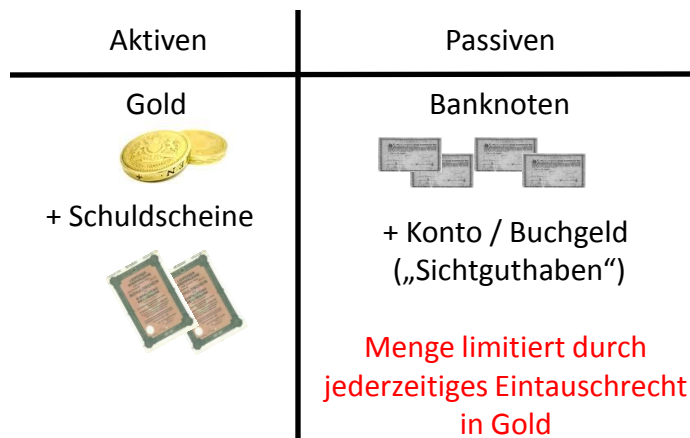 Aktiven
Passiven
Gold
Banknoten
+ Schuldscheine
+ Konto / Buchgeld
(„Sichtguthaben“)
Menge limitiert durch
jederzeitiges Eintauschrecht
in Gold